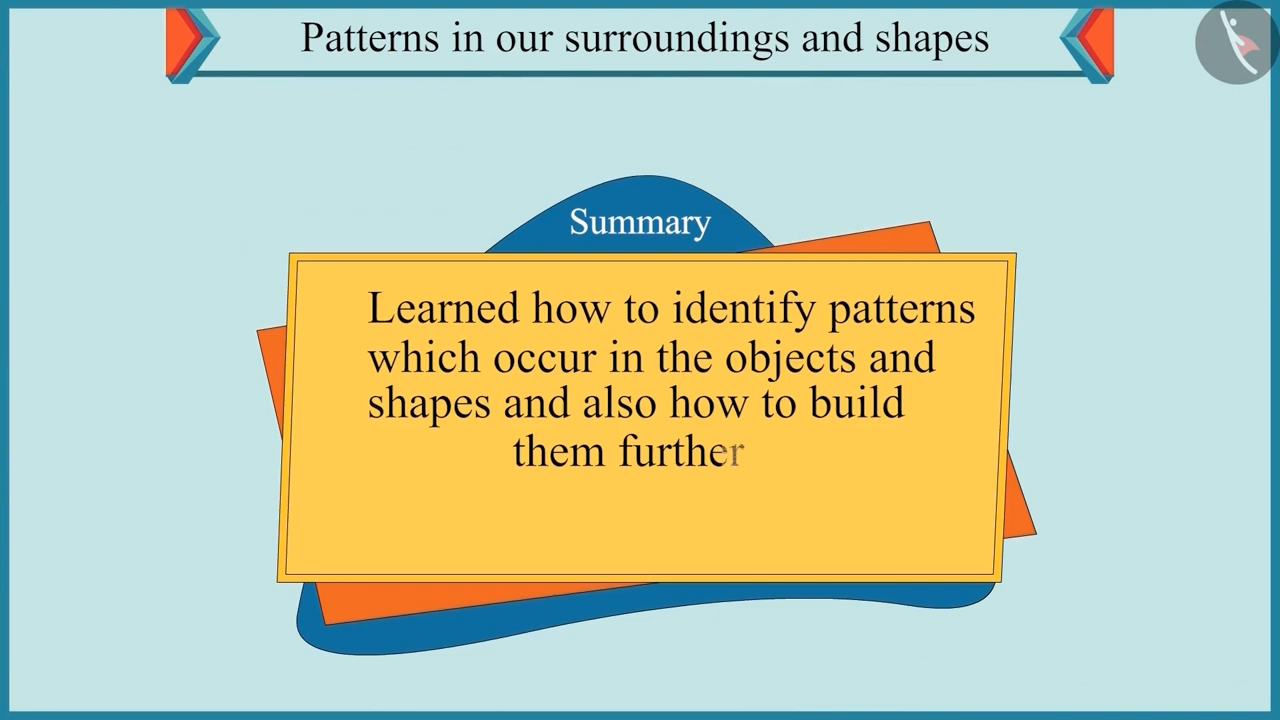 Patterns in our surroundings and shapes
Summary
Learned how to identify patterns
which occur in the objects and
shapes and also how to build
them further